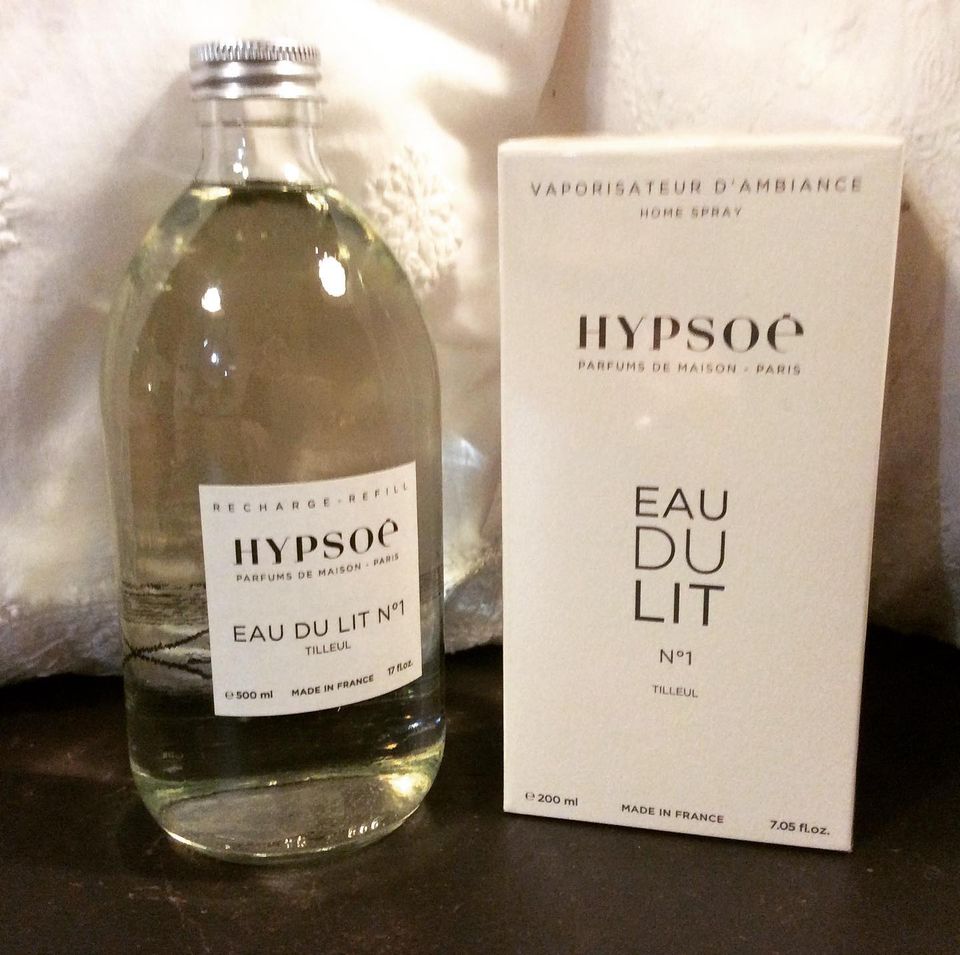 RECHARGE - REFILL
HYPSOé
PARFUMS DE MAISON - PARIS
EAU DU LIT Nº1
TILLEUL
℮500 ml MADE IN FRANCE 17 fl.oz.
VAPORISATEUR D'AMBIANCE
HOME SPRAY
HYPSOé
PARFUMS DE MAISON - PARIS
EAU
DU
LIT
Nº1
TILLEUL
℮200 ml MADE IN FRANCE 7.05 fl.oz.